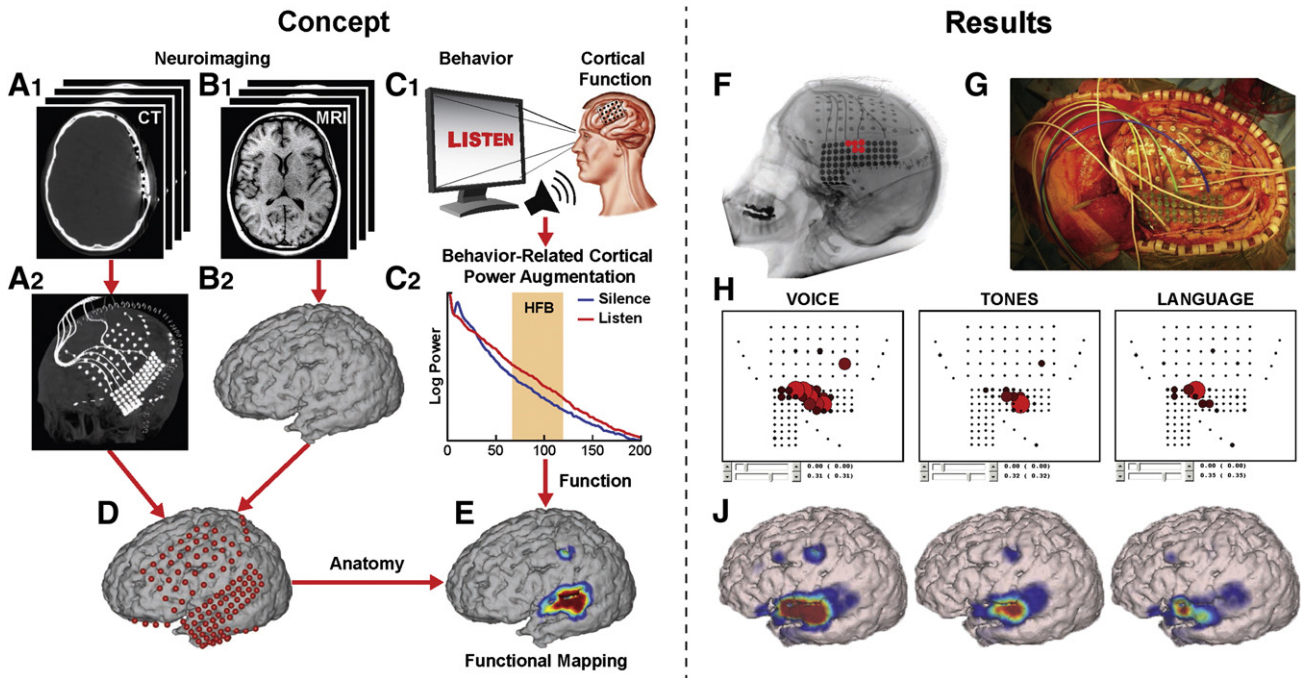 Concept
Neuroimaging
A1
CT
B1
MRI
C1
Behavior
Cortical
Function
LISTEN
A2
B2
Behavior-Related Cortical
Power Augmentation
C2
HFB
Silence
Listen
Log Power
0
50
100
150
200
Function
D
Anatomy
E
Functional Mapping
Results
F
G
H
VOICE
TONES
LANGUAGE
0.00 ( 0.00)
0.31 ( 0.31)
0.00 ( 0.00)
0.32 ( 0.32)
0.00 ( 0.00)
0.35 ( 0.35)
J